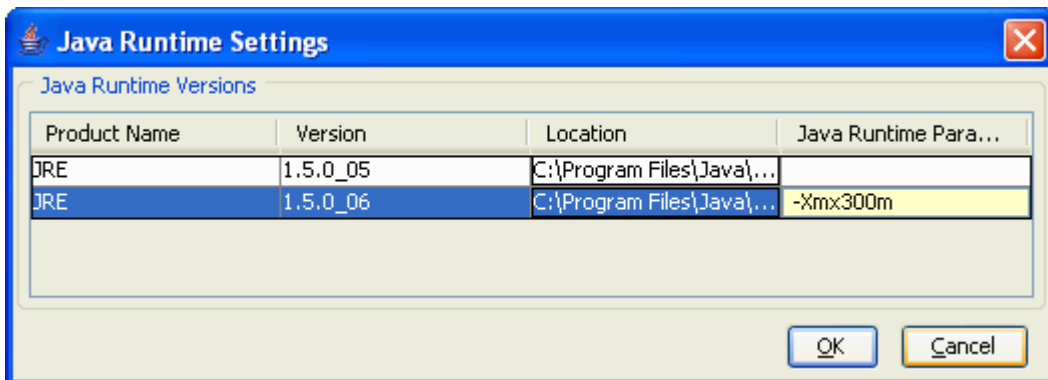 Java Runtime Settings
Java Runtime Versions
Product Name Version Location Java Runtime Para...
JRE 1.5.0_05 C:\Program Files\Java\...
JRE 1.5.0_06 C:\Program Files\Java\... -Xmx300m
OK Cancel